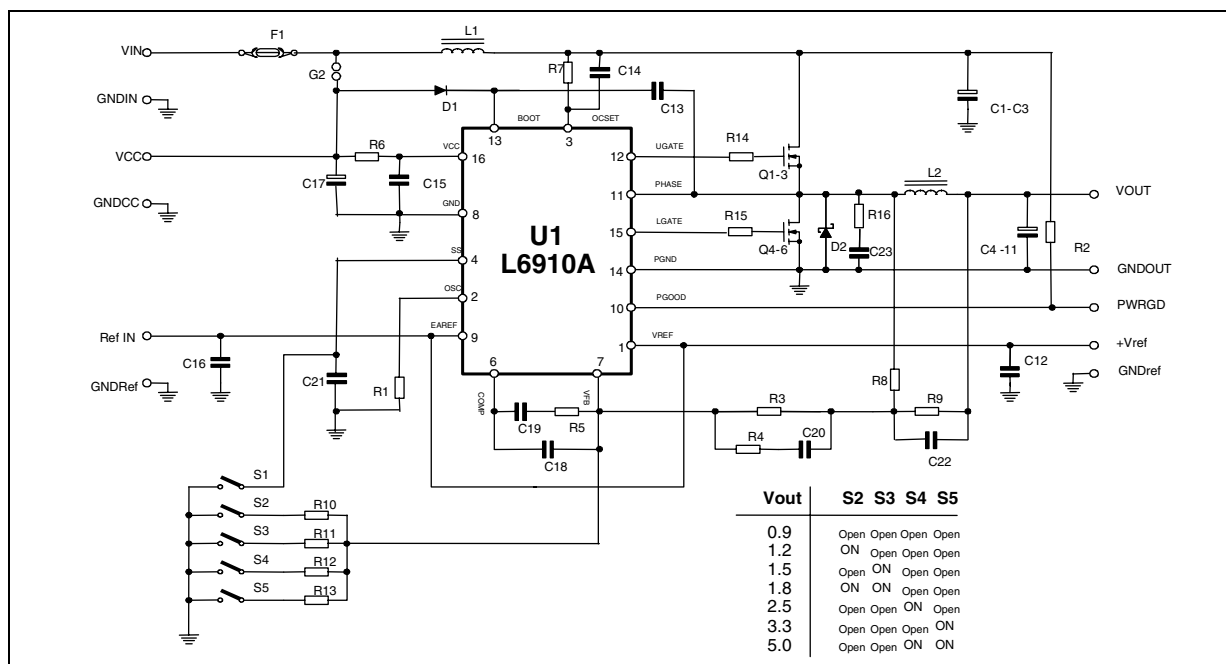 F1
L1
VIN
R7
C14
G2
GNDIN
D1
C13
C1-C3
BOOT
OCSET
13
3
VCC
R6
VCC
16
12
UGATE
R14
Q1-3
C17
C15
11
PHASE
L2
VOUT
GNDCC
GND
8
U1
L6910A
15
LGATE
R15
R16
Q4-6
D2
C23
C4 -11
R2
SS
4
14
PGND
GNDOUT
OSC
2
10
PGOOD
PWRGD
Ref IN
EAREF
9
1
VREF
+Vref
C16
6
7
C12
GNDRef
C21
R1
R8
GNDref
COMP
VFB
C19
R5
R3
R9
R4
C20
C18
C22
S1
S2
R10
S3
R11
S4
R12
S5
R13
Vout S2 S3 S4 S5
0.9 Open Open Open Open
1.2 ON Open Open Open
1.5 Open ON Open Open
1.8 ON ON Open Open
2.5 Open Open ON Open
3.3 Open Open Open ON
5.0 Open Open ON ON